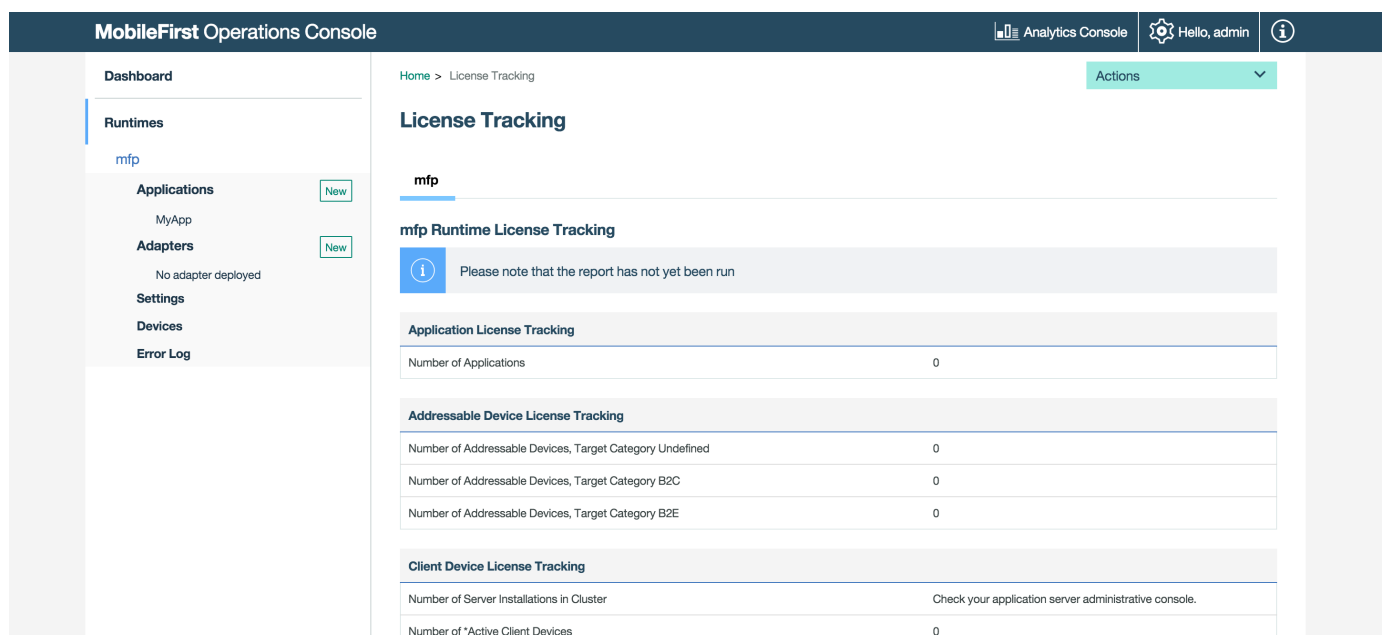 MobileFirst Operations Console
Analytics Console
Hello, admin
Dashboard
Runtimes
mfp
Applications New
MyApp
Adapters New
No adapter deployed
Settings
Devices
Error Log
Home > License Tracking
Actions
License Tracking
mfp
mfp Runtime License Tracking
Please note that the report has not yet been run
Application License Tracking
Number of Applications 0
Addressable Device License Tracking
Number of Addressable Devices, Target Category Undefined 0
Number of Addressable Devices, Target Category B2C 0
Number of Addressable Devices, Target Category B2E 0
Client Device License Tracking
Number of Server Installations in Cluster Check your application server administrative console.
Number of *Active Client Devices 0